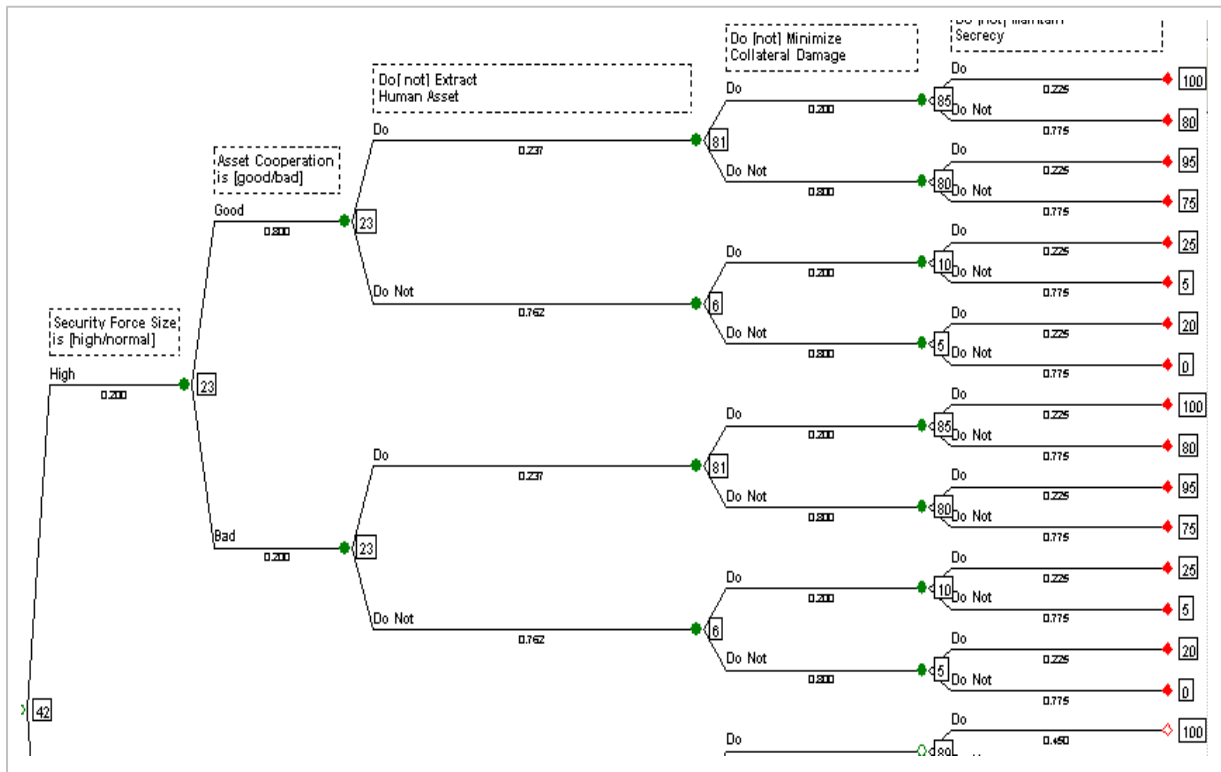 Do [not] Maintain
Secrecy
Do [not] Minimize
Collateral Damage
Do[ not] Extract
Human Asset
Asset Cooperation
is [good/bad]
Security Force Size
is [high/normal]
Do
0.225
100
Do
0.200
85
Do Not
0.775
80
Do
0.237
81
Do
0.225
95
Do Not
0.800
80
Do Not
0.775
75
Good
0.800
23
Do
0.225
25
Do
0.200
10
Do Not
0.775
5
Do Not
0.762
6
Do
0.225
20
Do Not
0.800
5
Do Not
0.775
0
High
0.200
23
Do
0.225
100
Do
0.200
85
Do Not
0.775
80
Do
0.237
81
Do
0.225
95
Do Not
0.800
80
Do Not
0.775
75
Bad
0.200
23
Do
0.225
25
Do
0.200
10
Do Not
0.775
5
Do Not
0.762
6
Do
0.225
20
Do Not
0.800
5
Do Not
0.775
0
42
Do
0.450
100
Do
89